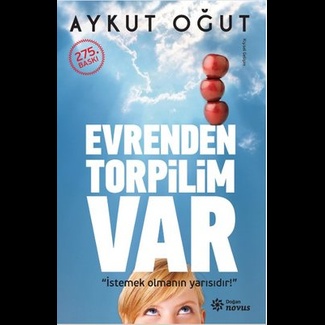 AYKUT OĞUT
275.
BASKI
EVRENDEN
TORPİLİM
VAR
“İstemek olmanın yarısıdır!”
Doğan
novus